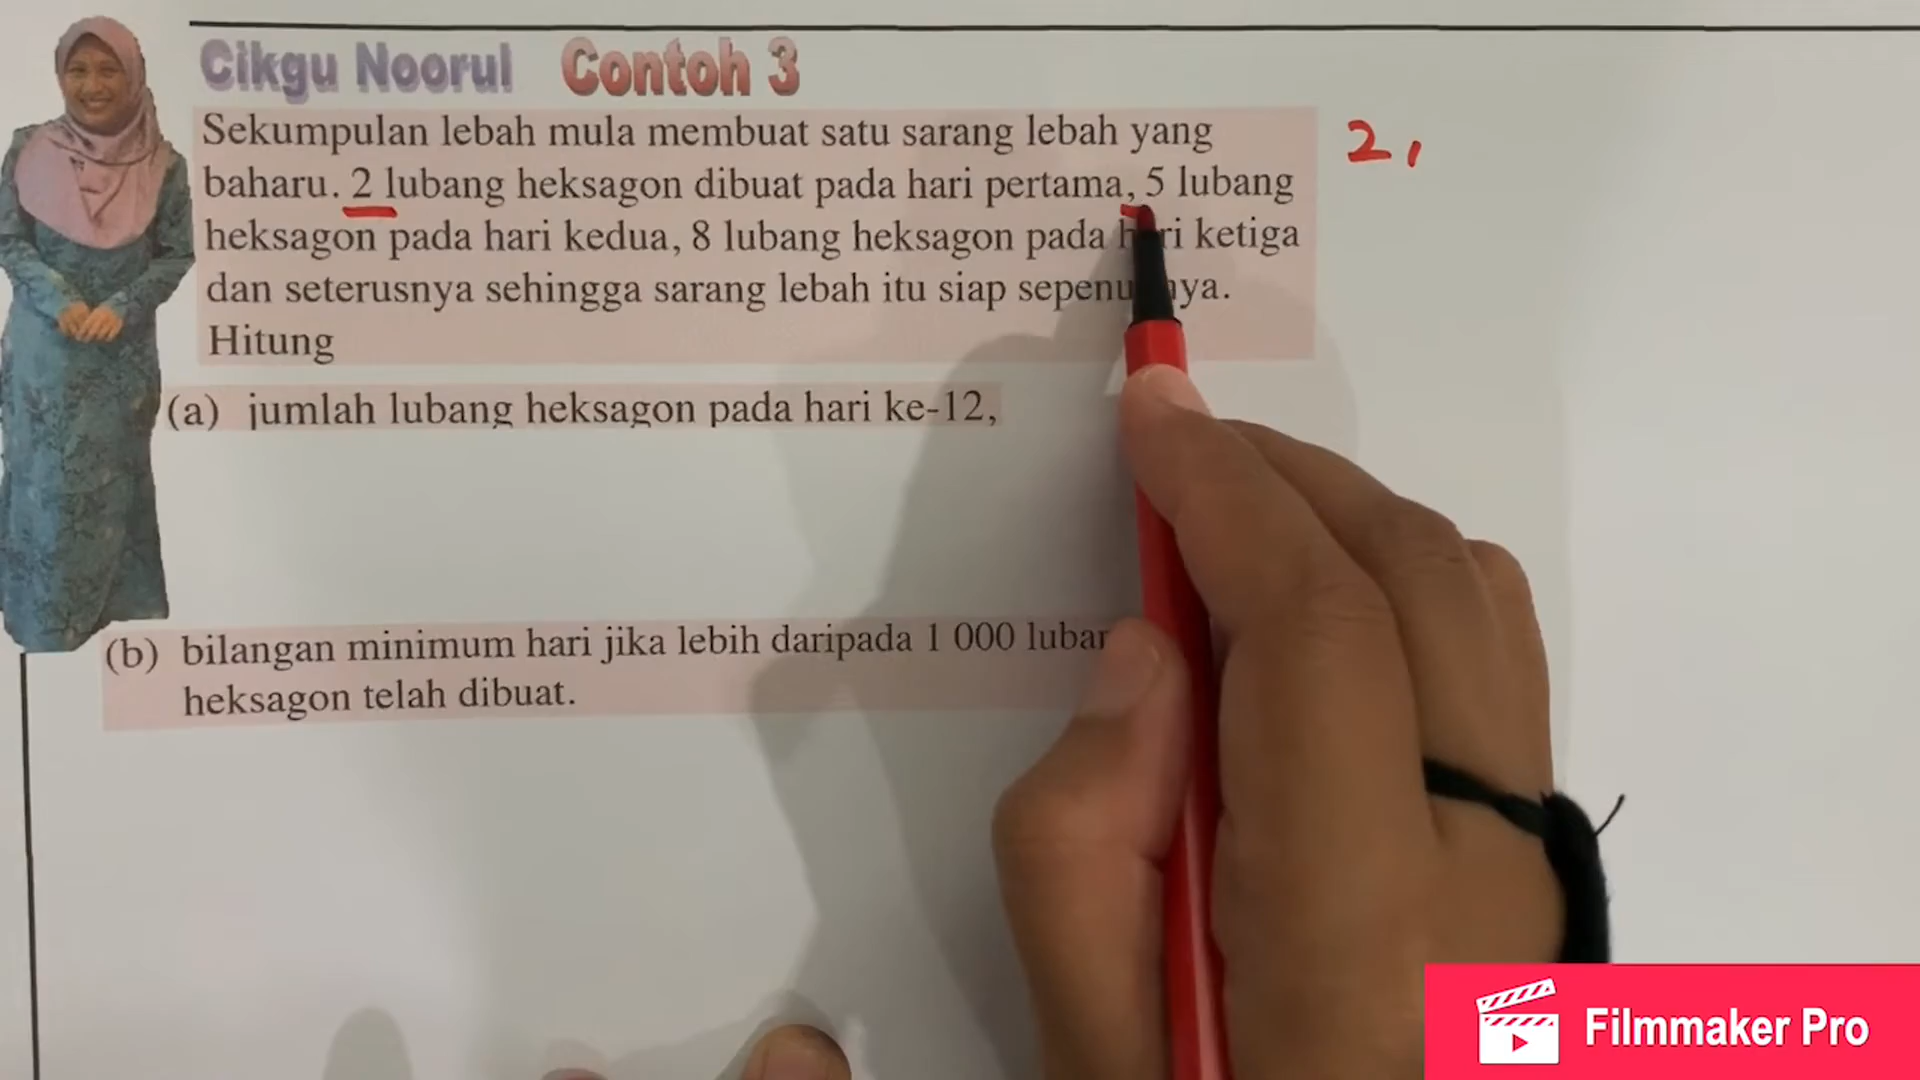 Cikgu Noorul Contoh 3
Sekumpulan lebah mula membuat satu sarang lebah yang
baharu. 2 lubang heksagon dibuat pada hari pertama, 5 lubang
heksagon pada hari kedua, 8 lubang heksagon pada hari ketiga
dan seterusnya sehingga sarang lebah itu siap sepenuhnya.
Hitung
2,
(a) jumlah lubang heksagon pada hari ke-12,
(b) bilangan minimum hari jika lebih daripada 1 000
heksagon telah dibuat.
Filmmaker Pro